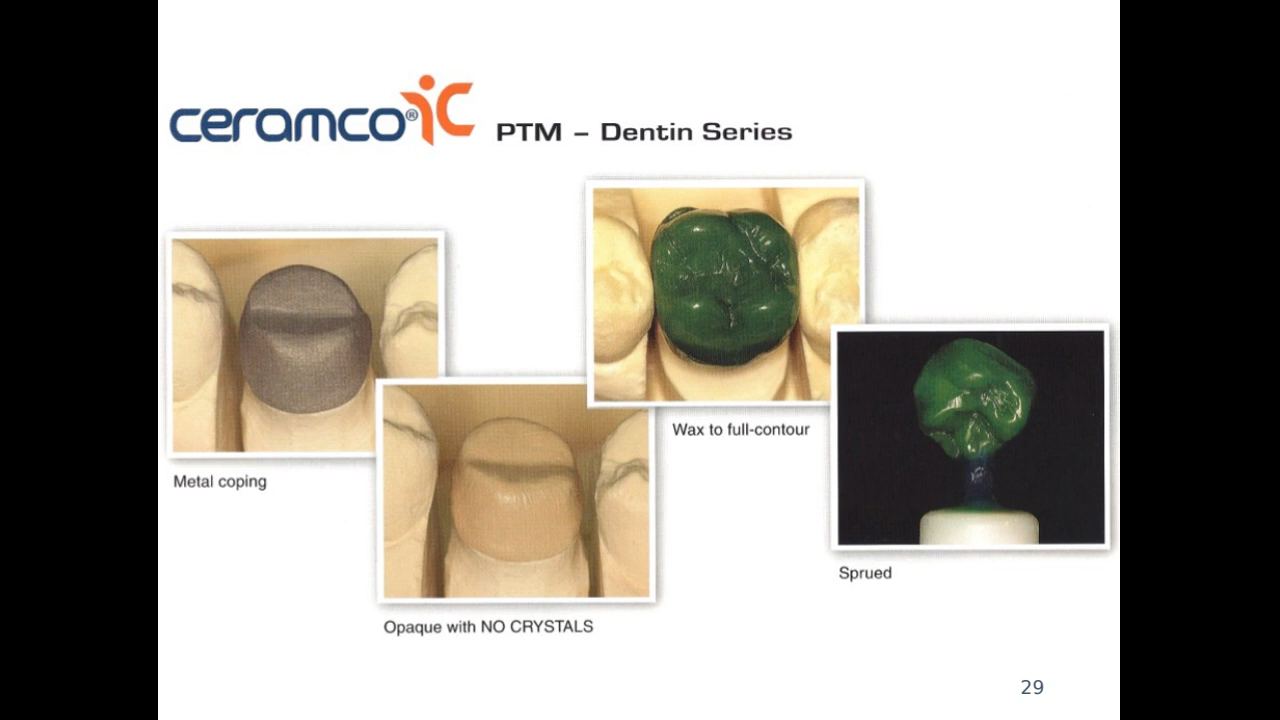 ceramco® iC PTM – Dentin Series
Metal coping
Opaque with NO CRYSTALS
Wax to full-contour
Sprued
29